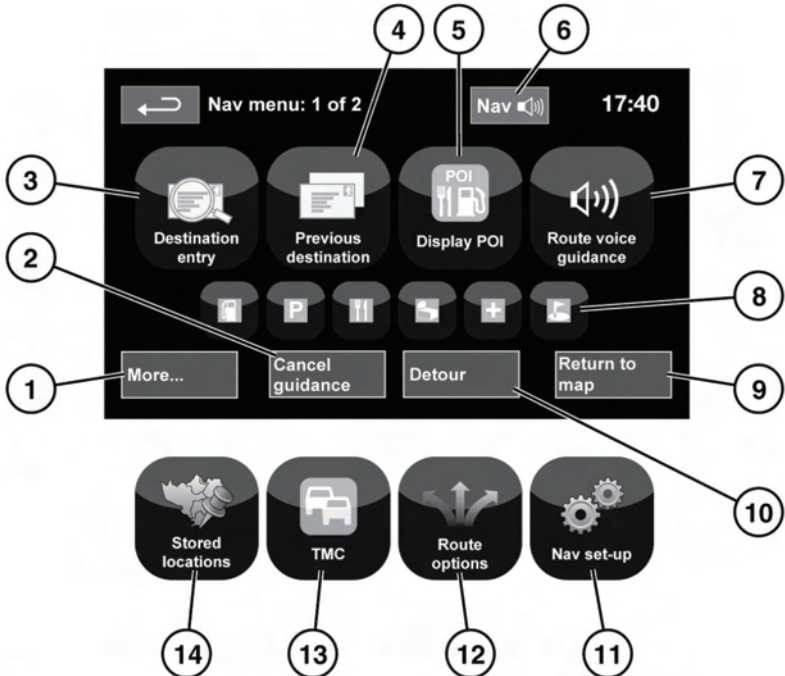 4
5
6
Nav menu: 1 of 2
Nav
17:40
3
POI
7
Destination
entry
Previous
destination
Display POI
Route voice
guidance
2
P
8
More...
Cancel
guidance
Detour
Return to
map
1
9
10
Stored
locations
TMC
Route
options
Nav set-up
14
13
12
11